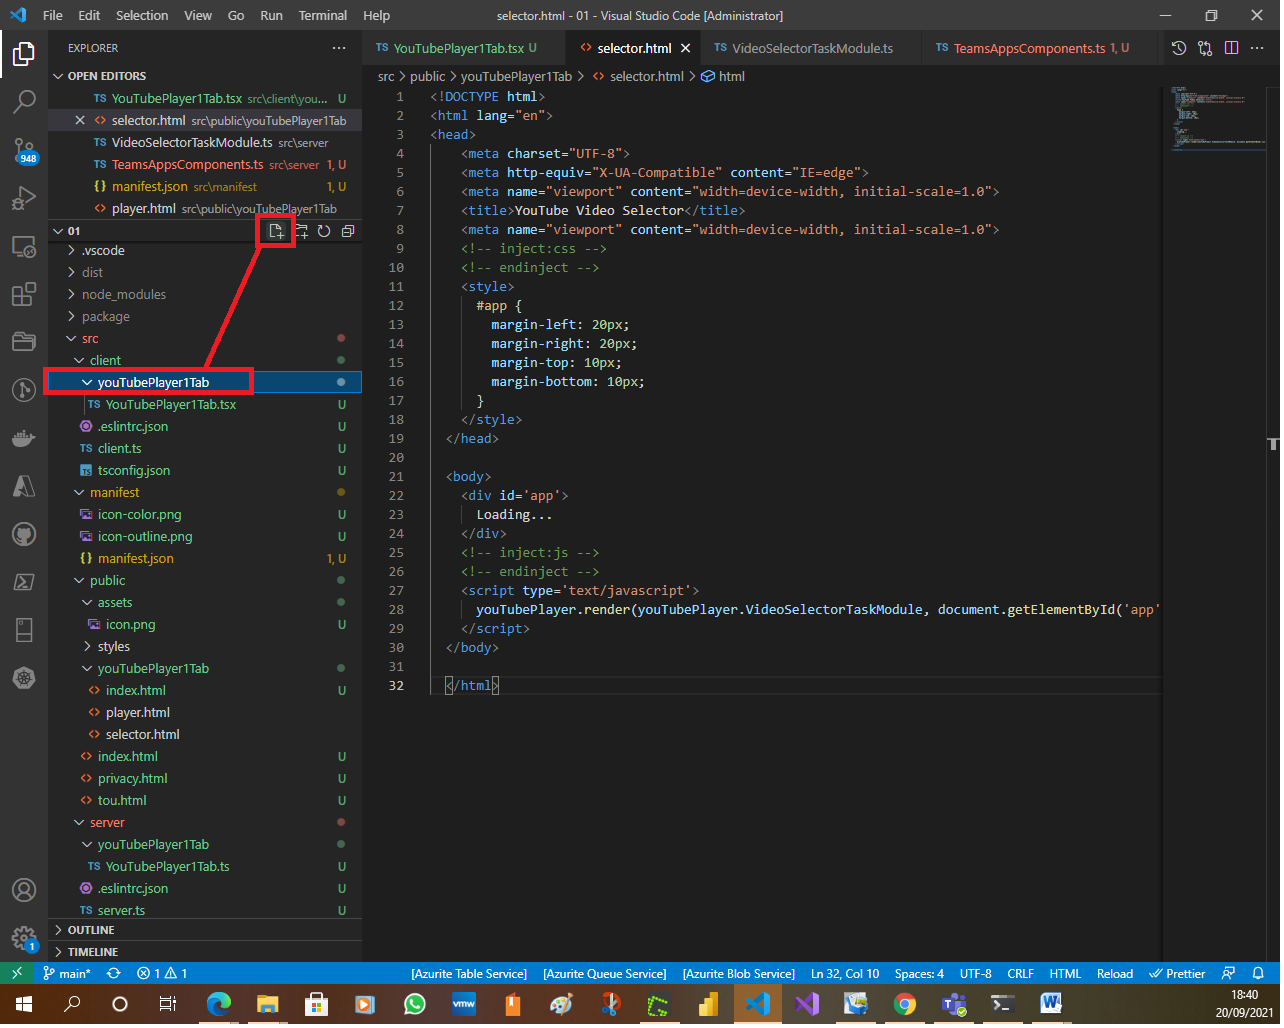 File Edit Selection View Go Run Terminal Help selector.html - 01 - Visual Studio Code [Administrator]
EXPLORER
OPEN EDITORS
TS YouTubePlayer1Tab.tsx src\client\you... U
selector.html src\public\youTubePlayer1Tab
TS VideoSelectorTaskModule.ts src\server
TS TeamsAppsComponents.ts src\server 1, U
{} manifest.json src\manifest 1, U
player.html src\public\youTubePlayer1Tab
01
.vscode
dist
node_modules
package
src
client
youTubePlayer1Tab
TS YouTubePlayer1Tab.tsx U
.eslintrc.json U
TS client.ts U
TS tsconfig.json U
manifest
icon-color.png U
icon-outline.png U
{} manifest.json 1, U
public
assets
icon.png U
styles
youTubePlayer1Tab
<> index.html U
<> player.html
<> selector.html
<> index.html U
<> privacy.html U
<> tou.html U
server
youTubePlayer1Tab
TS YouTubePlayer1Tab.ts U
.eslintrc.json U
TS server.ts U
OUTLINE
TIMELINE
948
1
TS YouTubePlayer1Tab.tsx U
<> selector.html
TS VideoSelectorTaskModule.ts
TS TeamsAppsComponents.ts 1, U
src > public > youTubePlayer1Tab > <> selector.html > html
1 <!DOCTYPE html>
2 <html lang="en">
3 <head>
4 <meta charset="UTF-8">
5 <meta http-equiv="X-UA-Compatible" content="IE=edge">
6 <meta name="viewport" content="width=device-width, initial-scale=1.0">
7 <title>YouTube Video Selector</title>
8 <meta name="viewport" content="width=device-width, initial-scale=1.0">
9 <!-- inject:css -->
10 <!-- endinject -->
11 <style>
12 #app {
13 margin-left: 20px;
14 margin-right: 20px;
15 margin-top: 10px;
16 margin-bottom: 10px;
17 }
18 </style>
19 </head>
20
21 <body>
22 <div id='app'>
23 Loading...
24 </div>
25 <!-- inject:js -->
26 <!-- endinject -->
27 <script type='text/javascript'>
28 youTubePlayer.render(youTubePlayer.VideoSelectorTaskModule, document.getElementById('app'
29 </script>
30 </body>
31
32 </html>
main* 1 1 [Azurite Table Service] [Azurite Queue Service] [Azurite Blob Service] Ln 32, Col 10 Spaces: 4 UTF-8 CRLF HTML Reload Prettier
vmw
18:40
20/09/2021